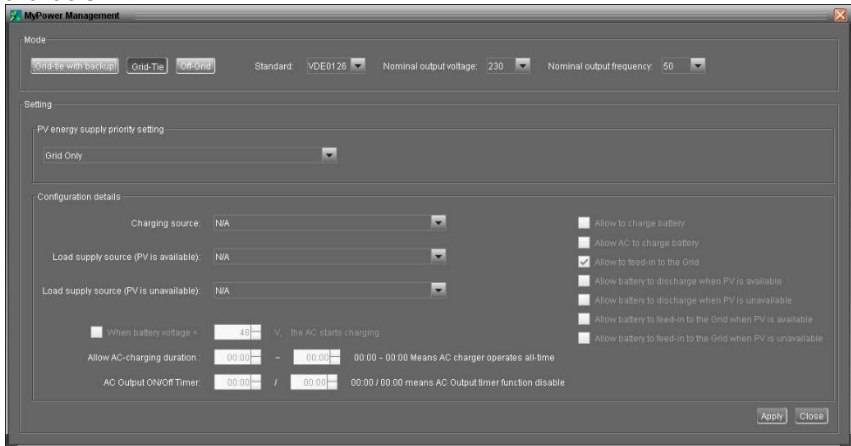 MyPower Management
Mode
Grid-tie with backup Grid-Tie Off-Grid Standard: VDE0126 Nominal output voltage: 230 Nominal output frequency: 50
Setting
PV energy supply priority setting
Grid Only
Configuration details
Charging source: N/A
Load supply source (PV is available): N/A
Load supply source (PV is unavailable): N/A
When battery voltage < 48 V, the AC starts charging
Allow AC-charging duration : 00:00 ~ 00:00 00:00 - 00:00 Means AC charger operates all-time
AC Output ON/Off Timer: 00:00 / 00:00 00:00 / 00:00 means AC Output timer function disable
Allow to charge battery
Allow AC to charge battery
Allow to feed-in to the Grid
Allow battery to discharge when PV is available
Allow battery to discharge when PV is unavailable
Allow battery to feed-in to the Grid when PV is available
Allow battery to feed-in to the Grid when PV is unavailable
Apply Close